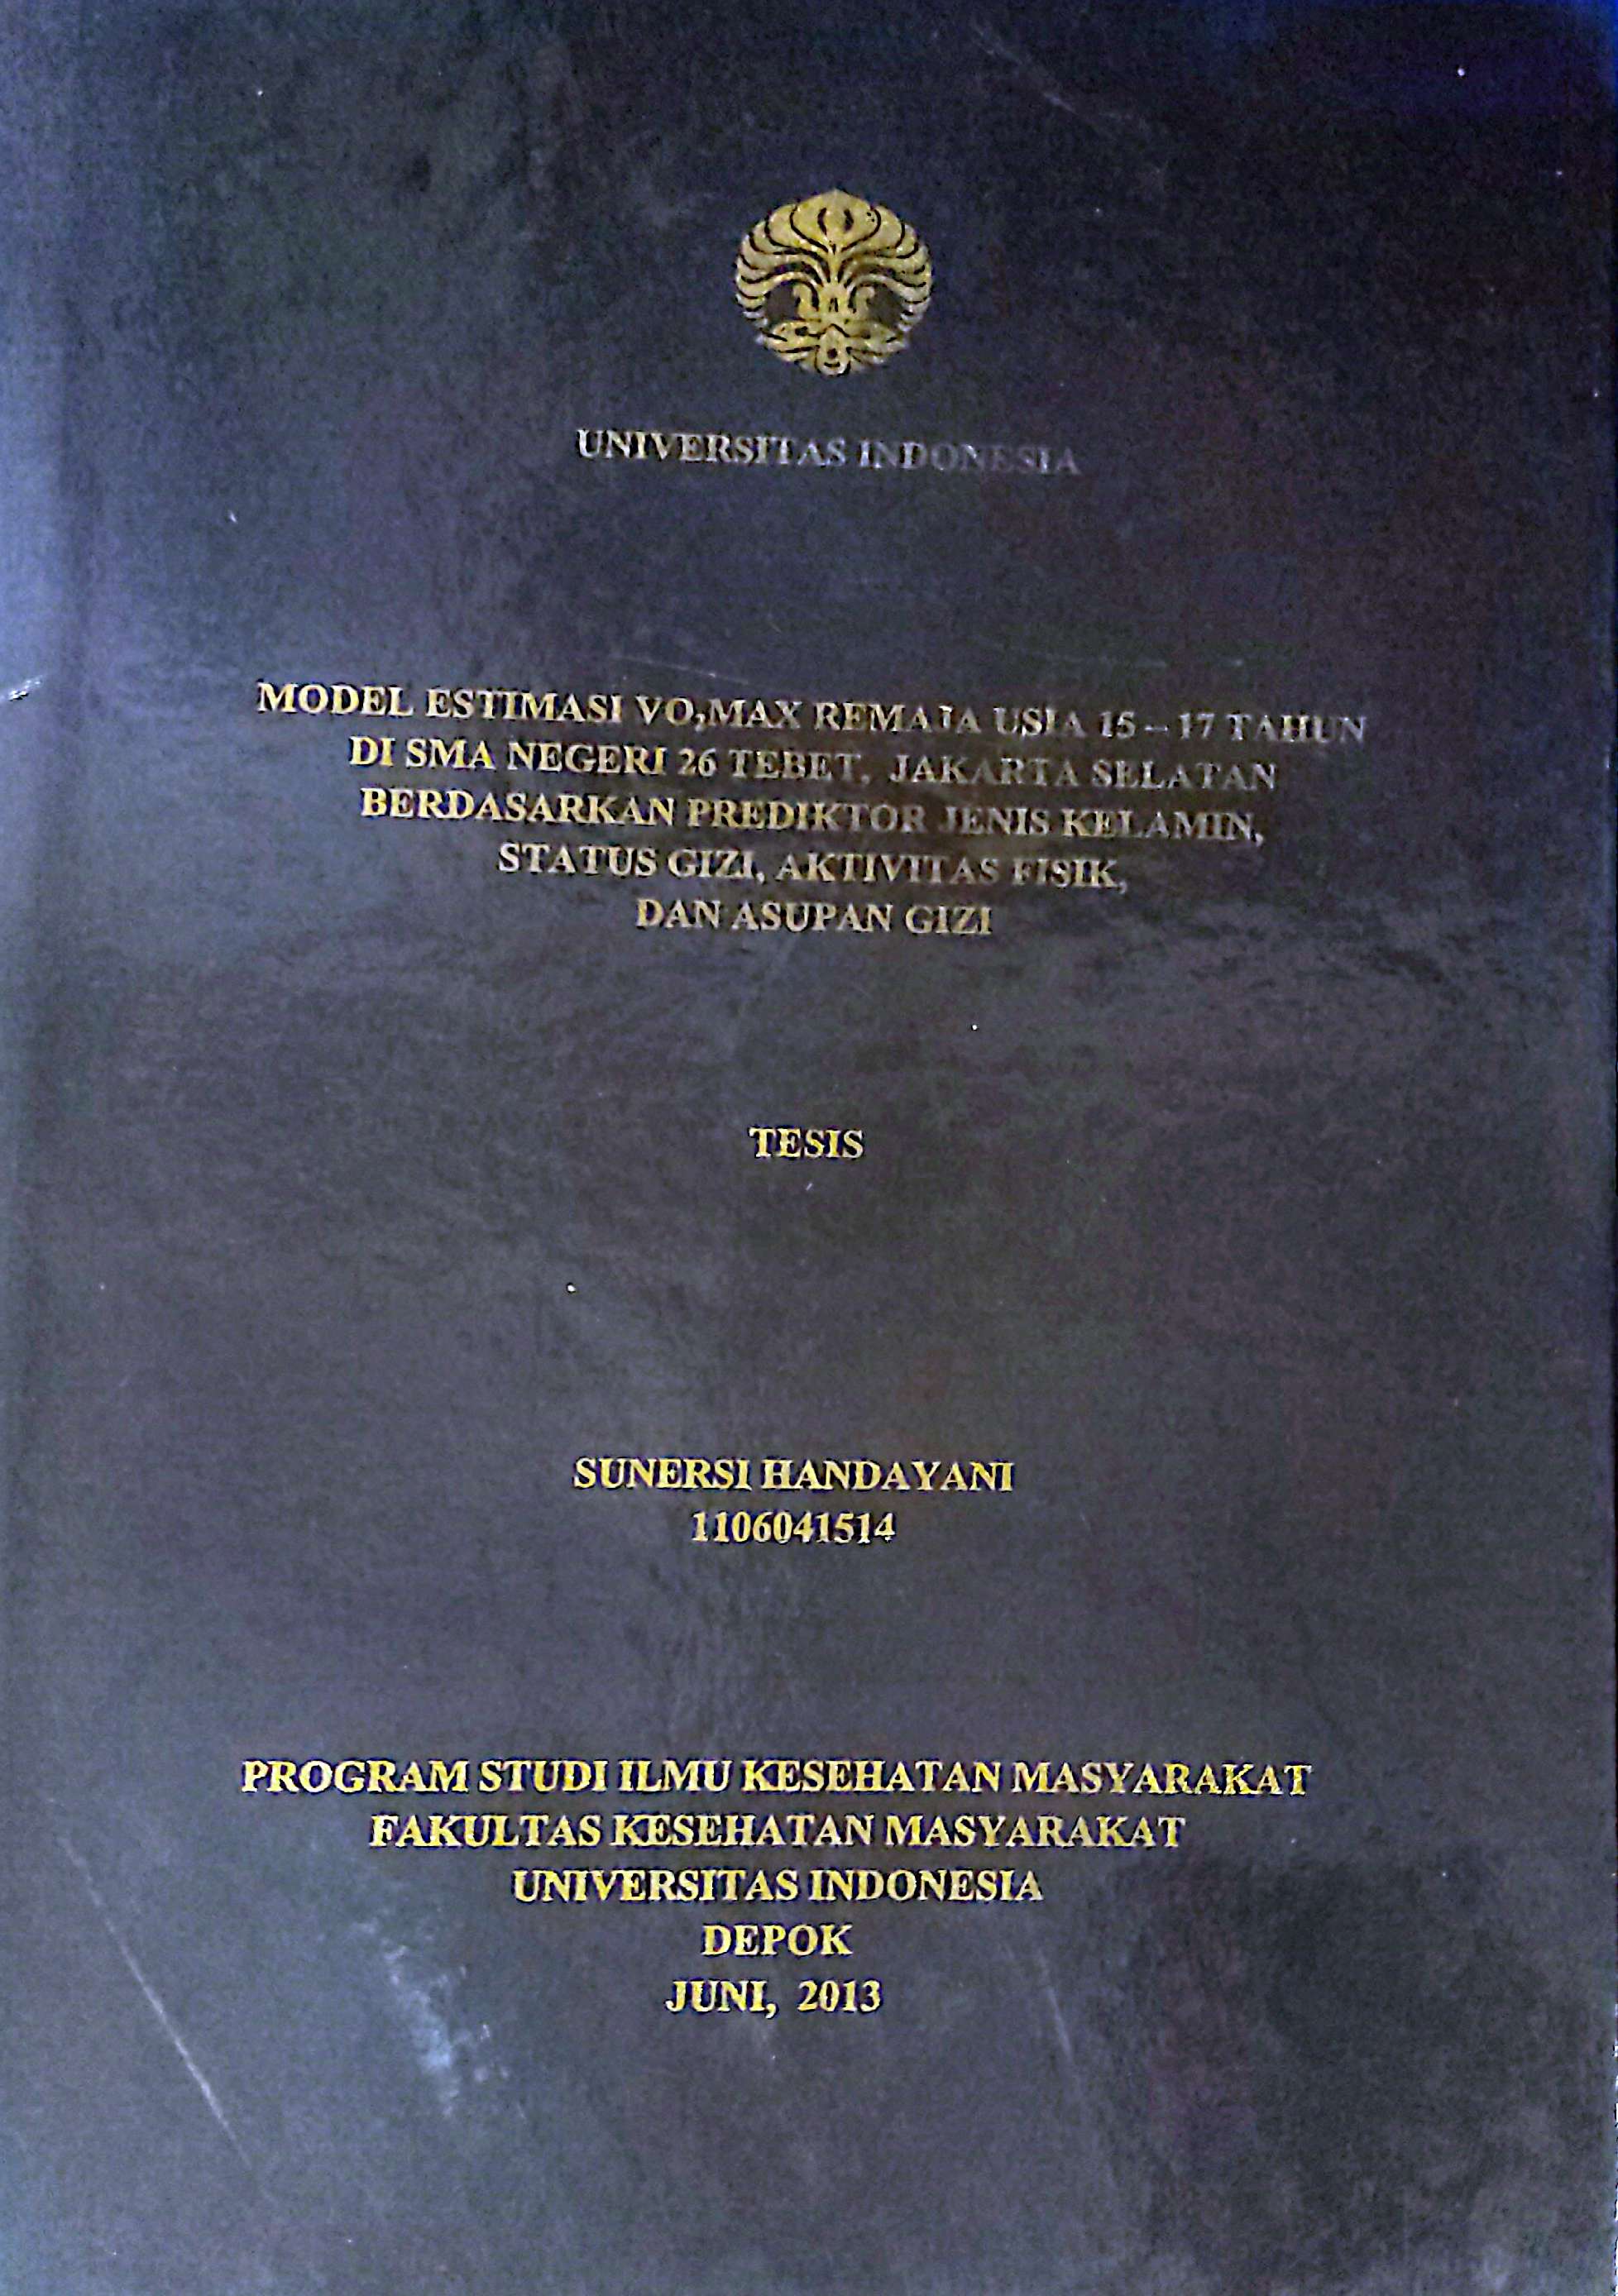 UNIVERSITAS INDONESIA
MODEL ESTIMASI VO₂MAX REMAJA USIA 15 – 17 TAHUN
DI SMA NEGERI 26 TEBET, JAKARTA SELATAN
BERDASARKAN PREDIKTOR JENIS KELAMIN,
STATUS GIZI, AKTIVITAS FISIK,
DAN ASUPAN GIZI
TESIS
SUNERSI HANDAYANI
1106041514
PROGRAM STUDI ILMU KESEHATAN MASYARAKAT
FAKULTAS KESEHATAN MASYARAKAT
UNIVERSITAS INDONESIA
DEPOK
JUNI, 2013